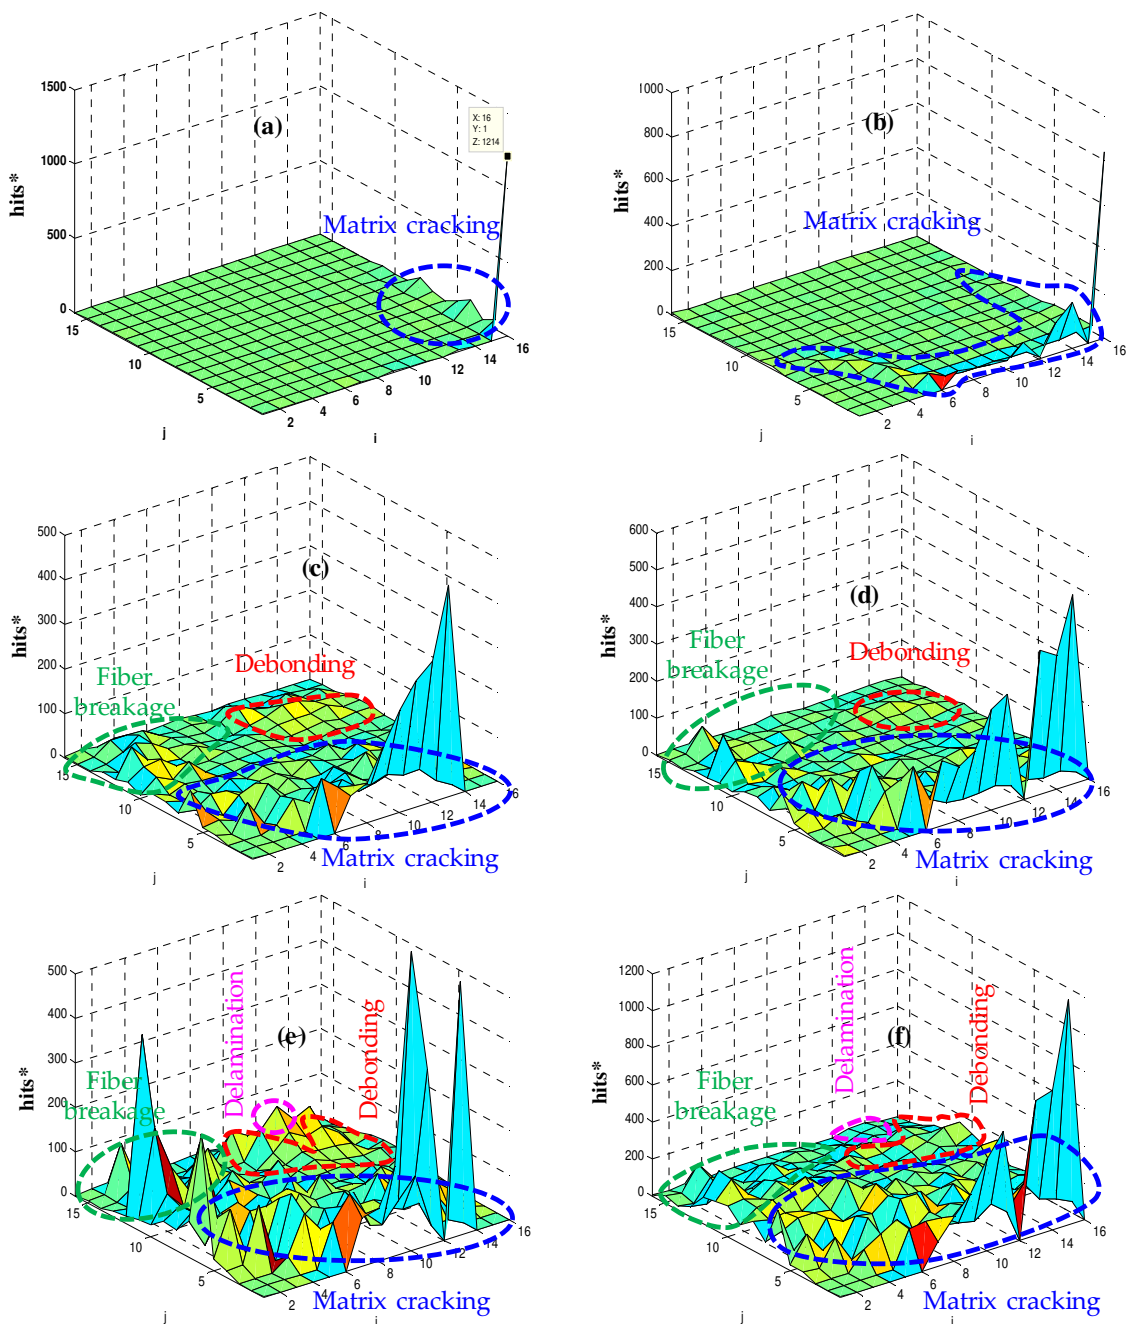 1500
1000
500
0
hits*
(a)
X: 16
Y: 1
Z: 1214
Matrix cracking
15
10
5
j
2
4
6
8
10
12
14
16
i
1000
800
600
400
200
0
hits*
(b)
Matrix cracking
15
10
5
j
2
4
6
8
10
12
14
16
i
500
400
300
200
100
0
hits*
(c)
Fiber
breakage
Debonding
15
10
5
j
2
4
6
8
10
12
14
16
i
Matrix cracking
600
500
400
300
200
100
0
hits*
(d)
Fiber
breakage
Debonding
15
10
5
j
2
4
6
8
10
12
14
16
i
Matrix cracking
500
400
300
200
100
0
hits*
(e)
Fiber
breakage
Delamination
Debonding
15
10
5
j
2
4
6
8
10
12
14
16
i
Matrix cracking
1200
1000
800
600
400
200
0
hits*
(f)
Fiber
breakage
Delamination
Debonding
15
10
5
j
2
4
6
8
10
12
14
16
i
Matrix cracking